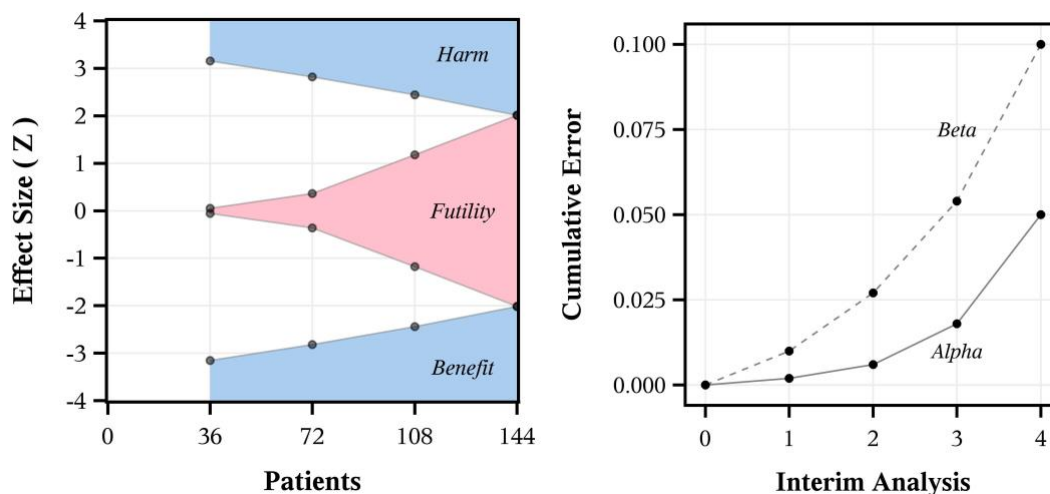 4
3
2
1
0
-1
-2
-3
-4
Effect Size ( Z )
Harm
Futility
Benefit
0 36 72 108 144
Patients
0.100
0.075
0.050
0.025
0.000
Cumulative Error
Beta
Alpha
0 1 2 3 4
Interim Analysis